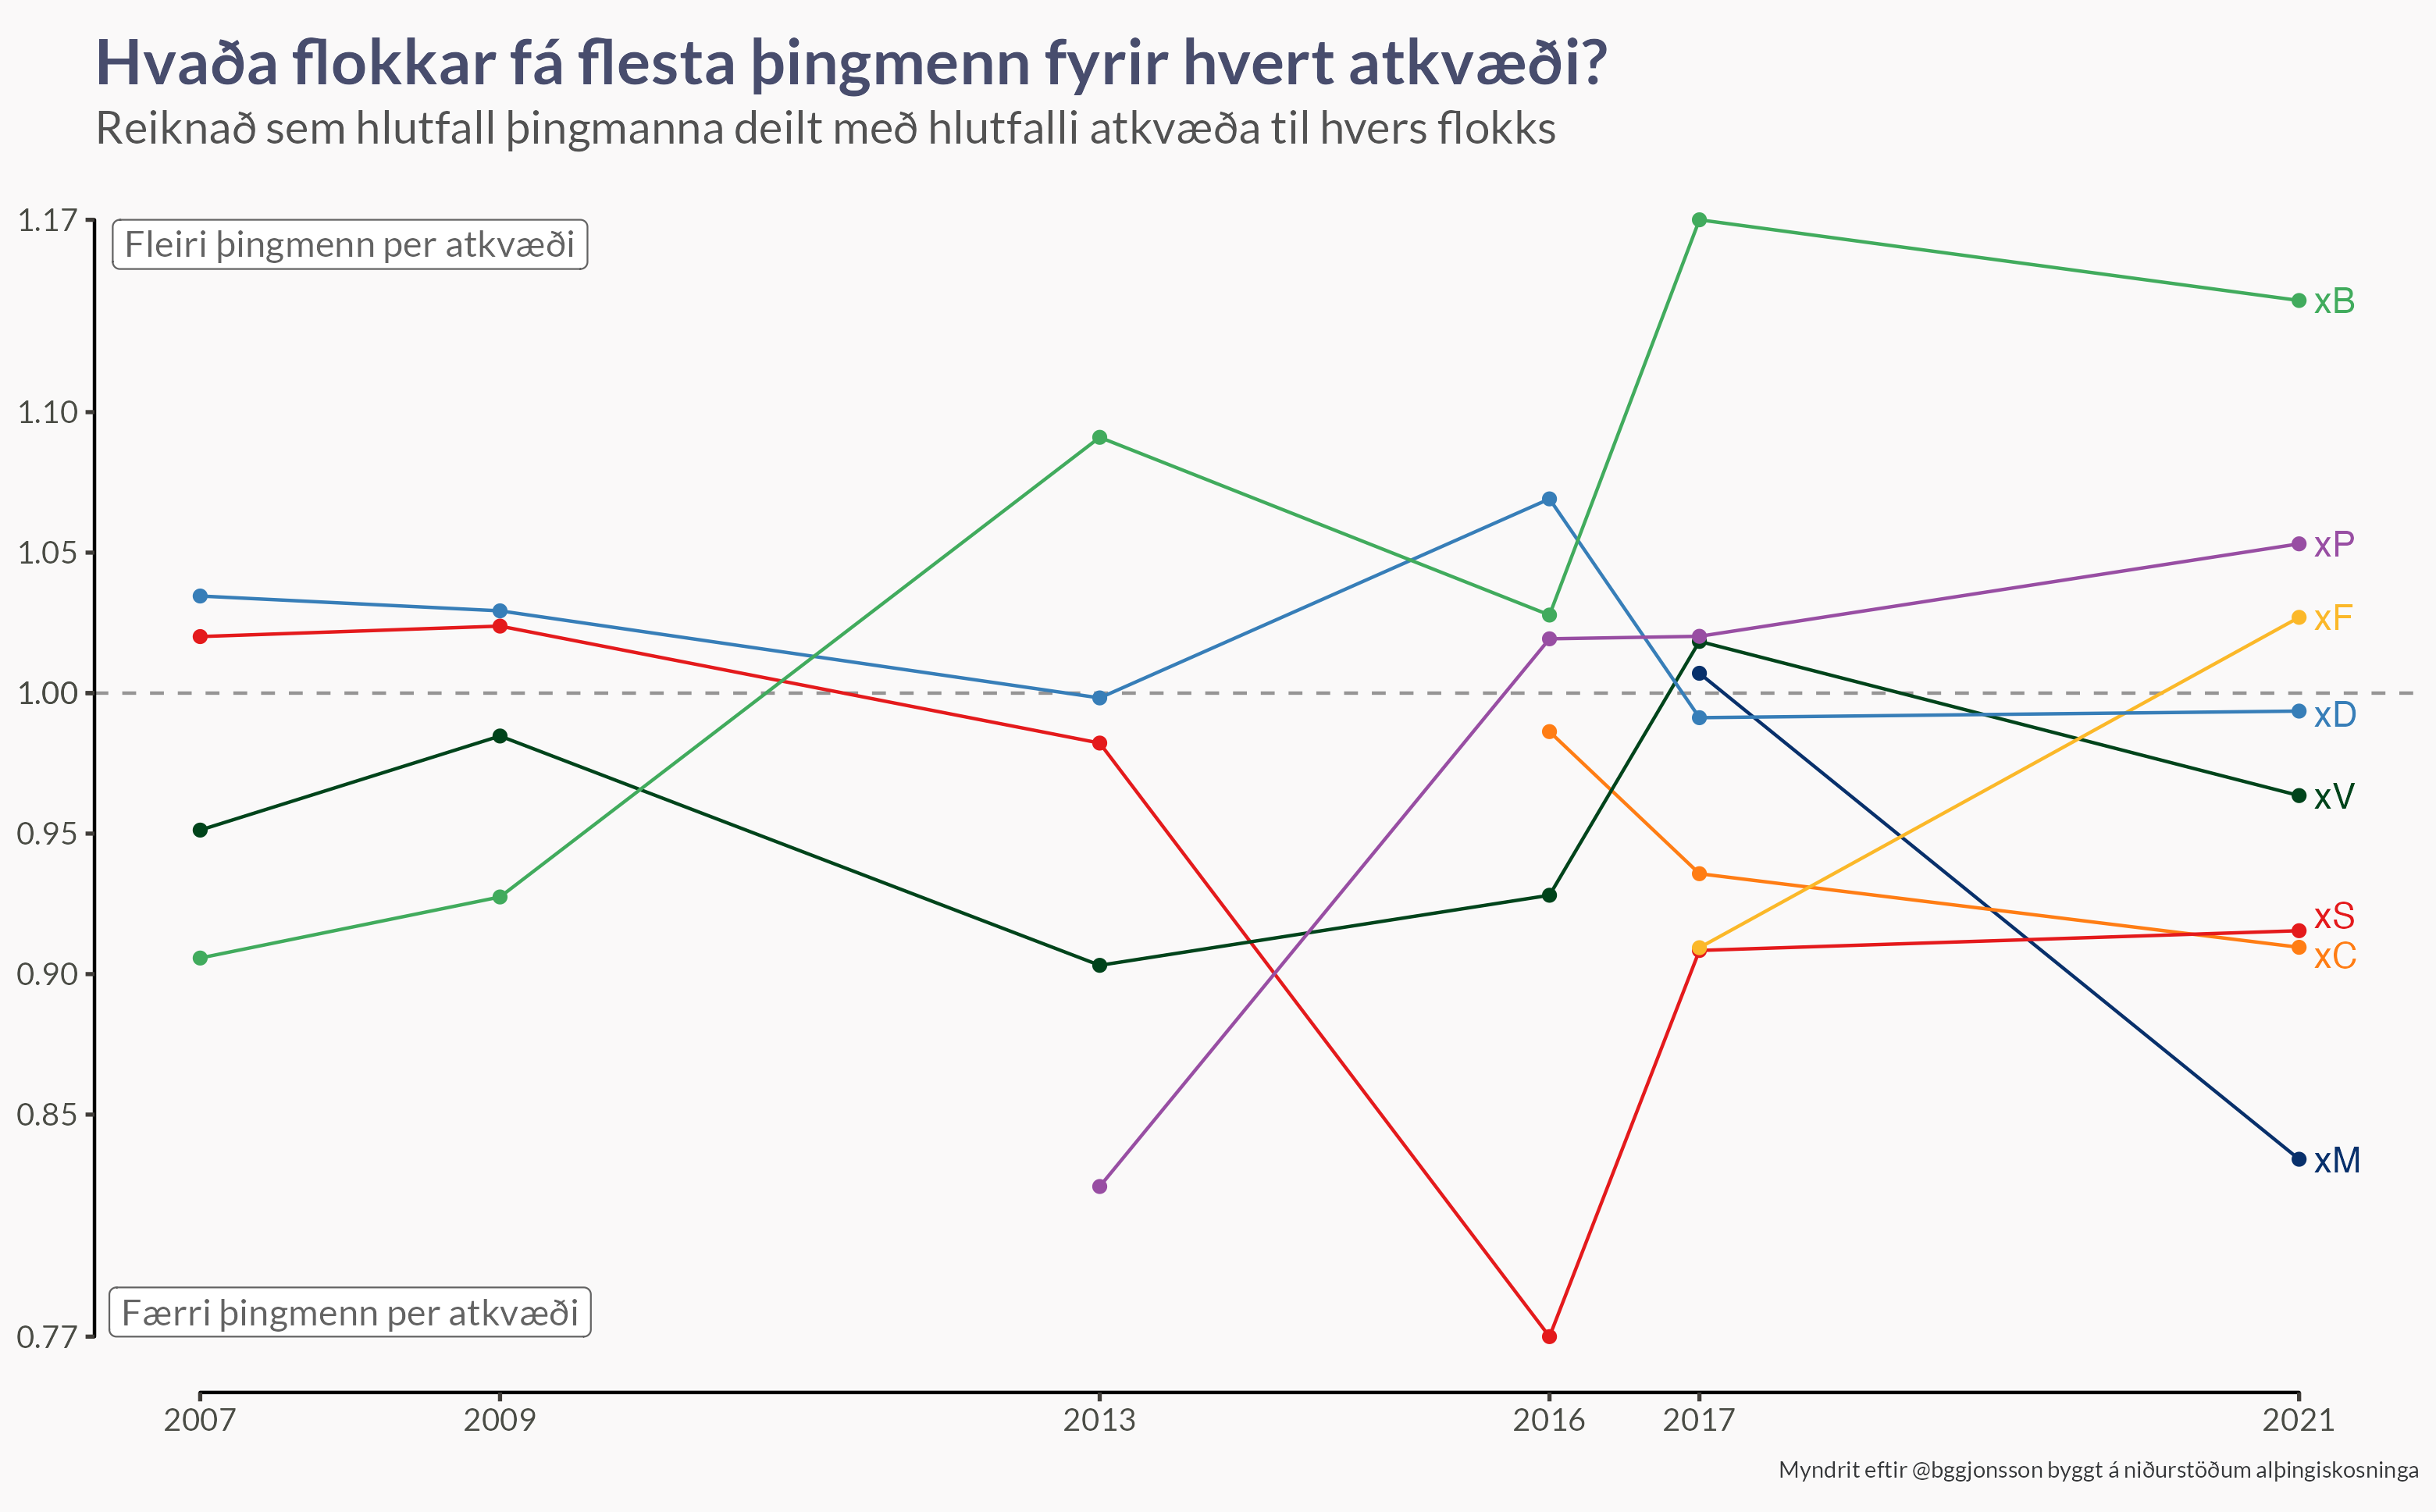 Hvaða flokkar fá flesta þingmenn fyrir hvert atkvæði?
Reiknað sem hlutfall þingmanna deilt með hlutfalli atkvæða til hvers flokks
1.17
Fleiri þingmenn per atkvæði
xB
1.10
1.05
xP
xF
1.00
xD
0.95
xV
0.90
xS
xC
0.85
xM
Færri þingmenn per atkvæði
0.77
2007 2009 2013 2016 2017 2021
Myndrit eftir @bggjonsson byggt á niðurstöðum alþingiskosninga